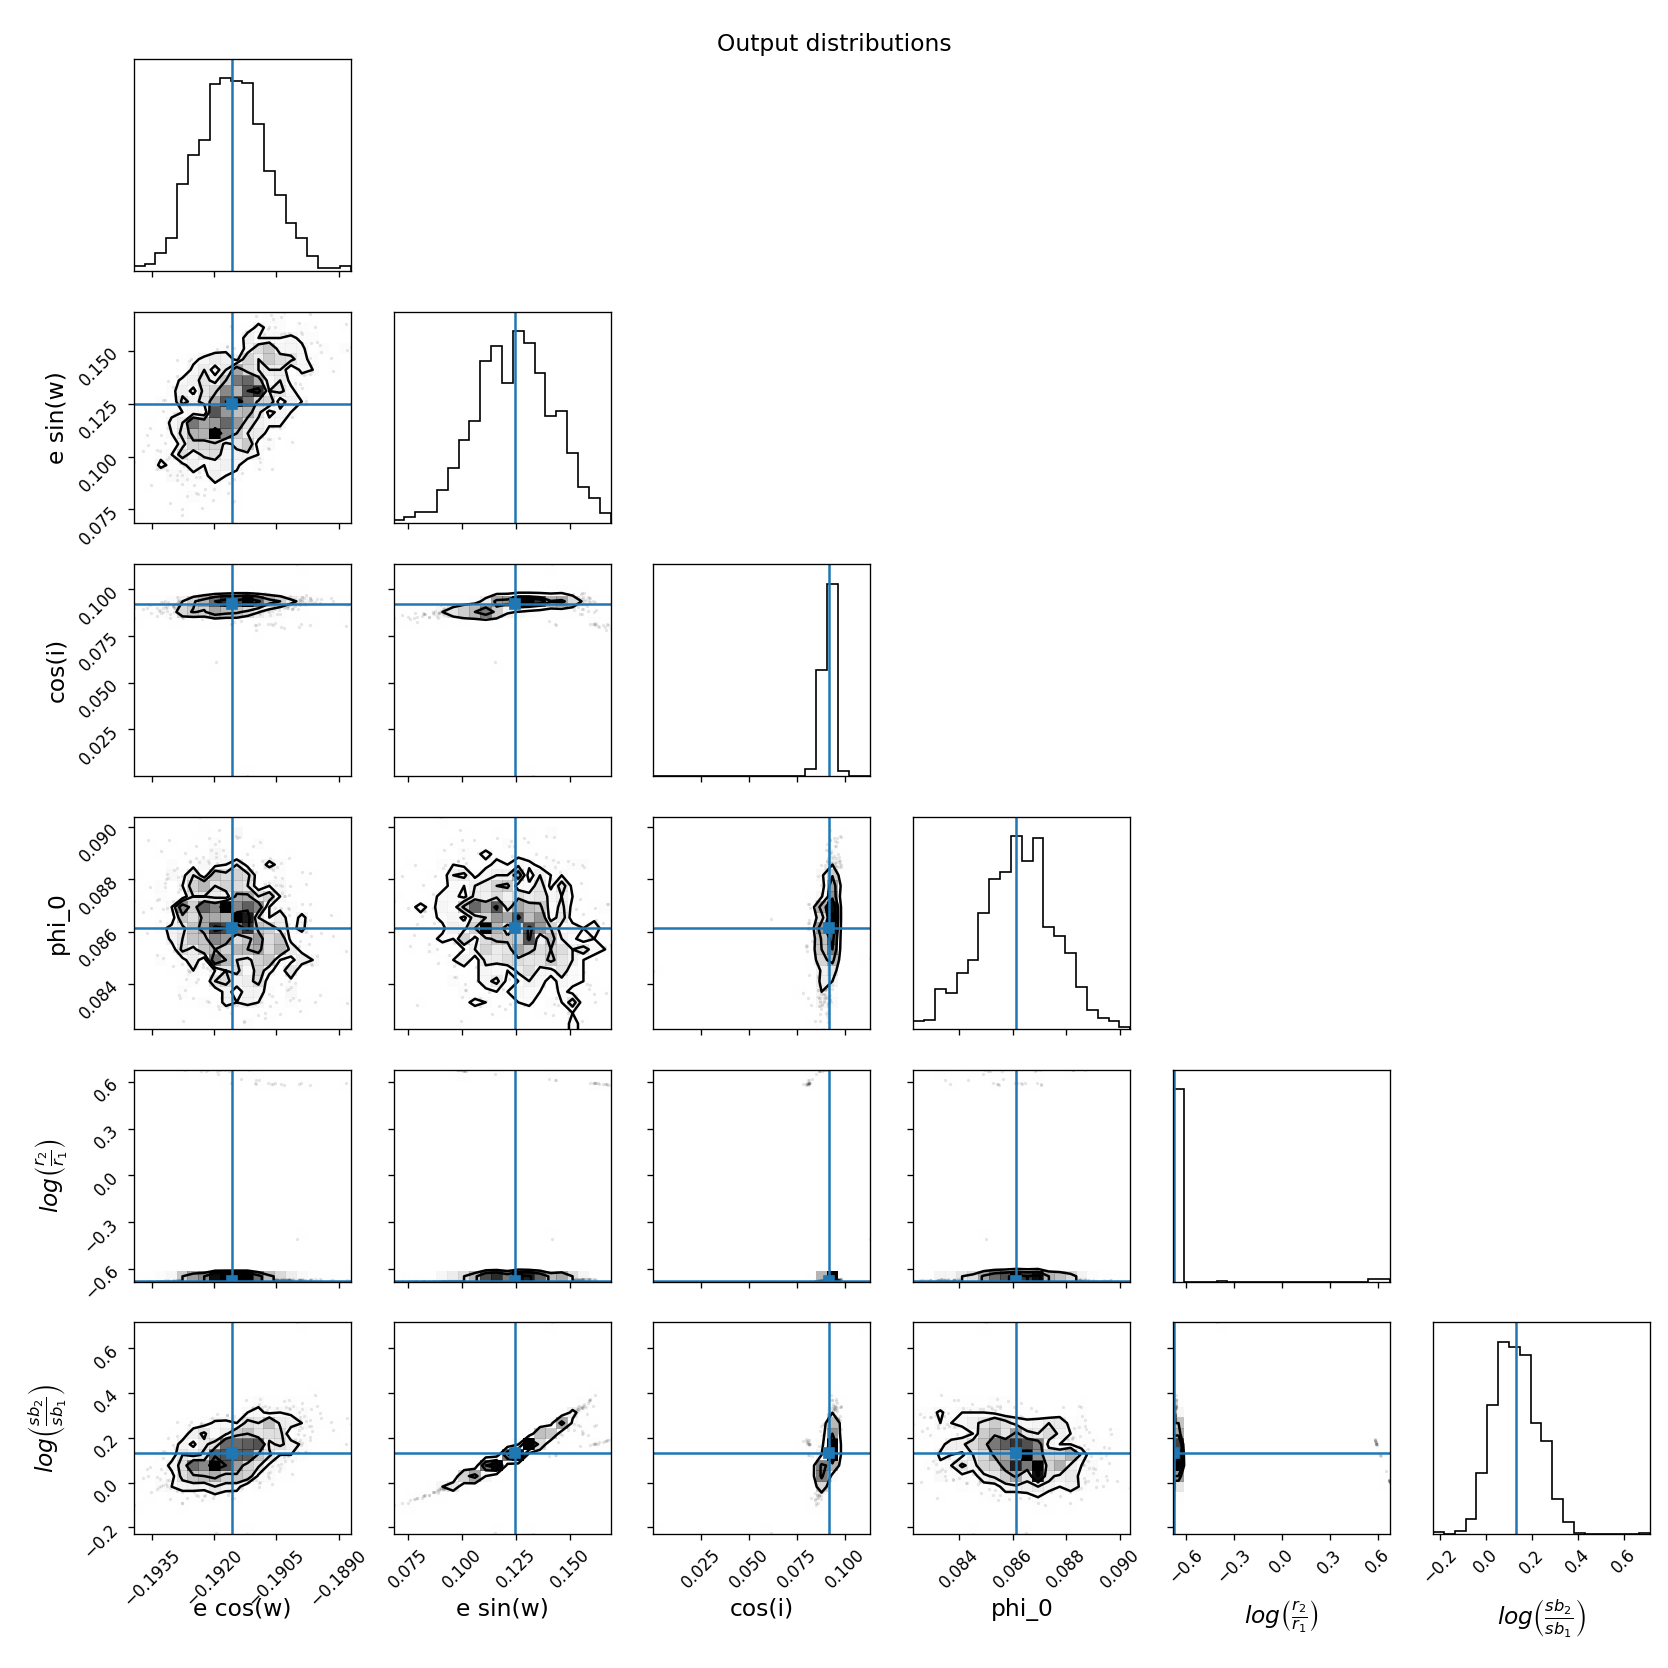 Output distributions
e sin(w)
0.150
0.125
0.100
0.075
cos(i)
0.100
0.075
0.050
0.025
phi_0
0.090
0.088
0.086
0.084
log(r₂/r₁)
0.6
0.3
0.0
−0.3
−0.6
log(sb₂/sb₁)
0.6
0.4
0.2
0.0
−0.2
−0.1935 −0.1920 −0.1905 −0.1890 0.075 0.100 0.125 0.150 0.025 0.050 0.075 0.100 0.084 0.086 0.088 0.090 −0.6 −0.3 0.0 0.3 0.6 −0.2 0.0 0.2 0.4 0.6
e cos(w) e sin(w) cos(i) phi_0 log(r₂/r₁) log(sb₂/sb₁)